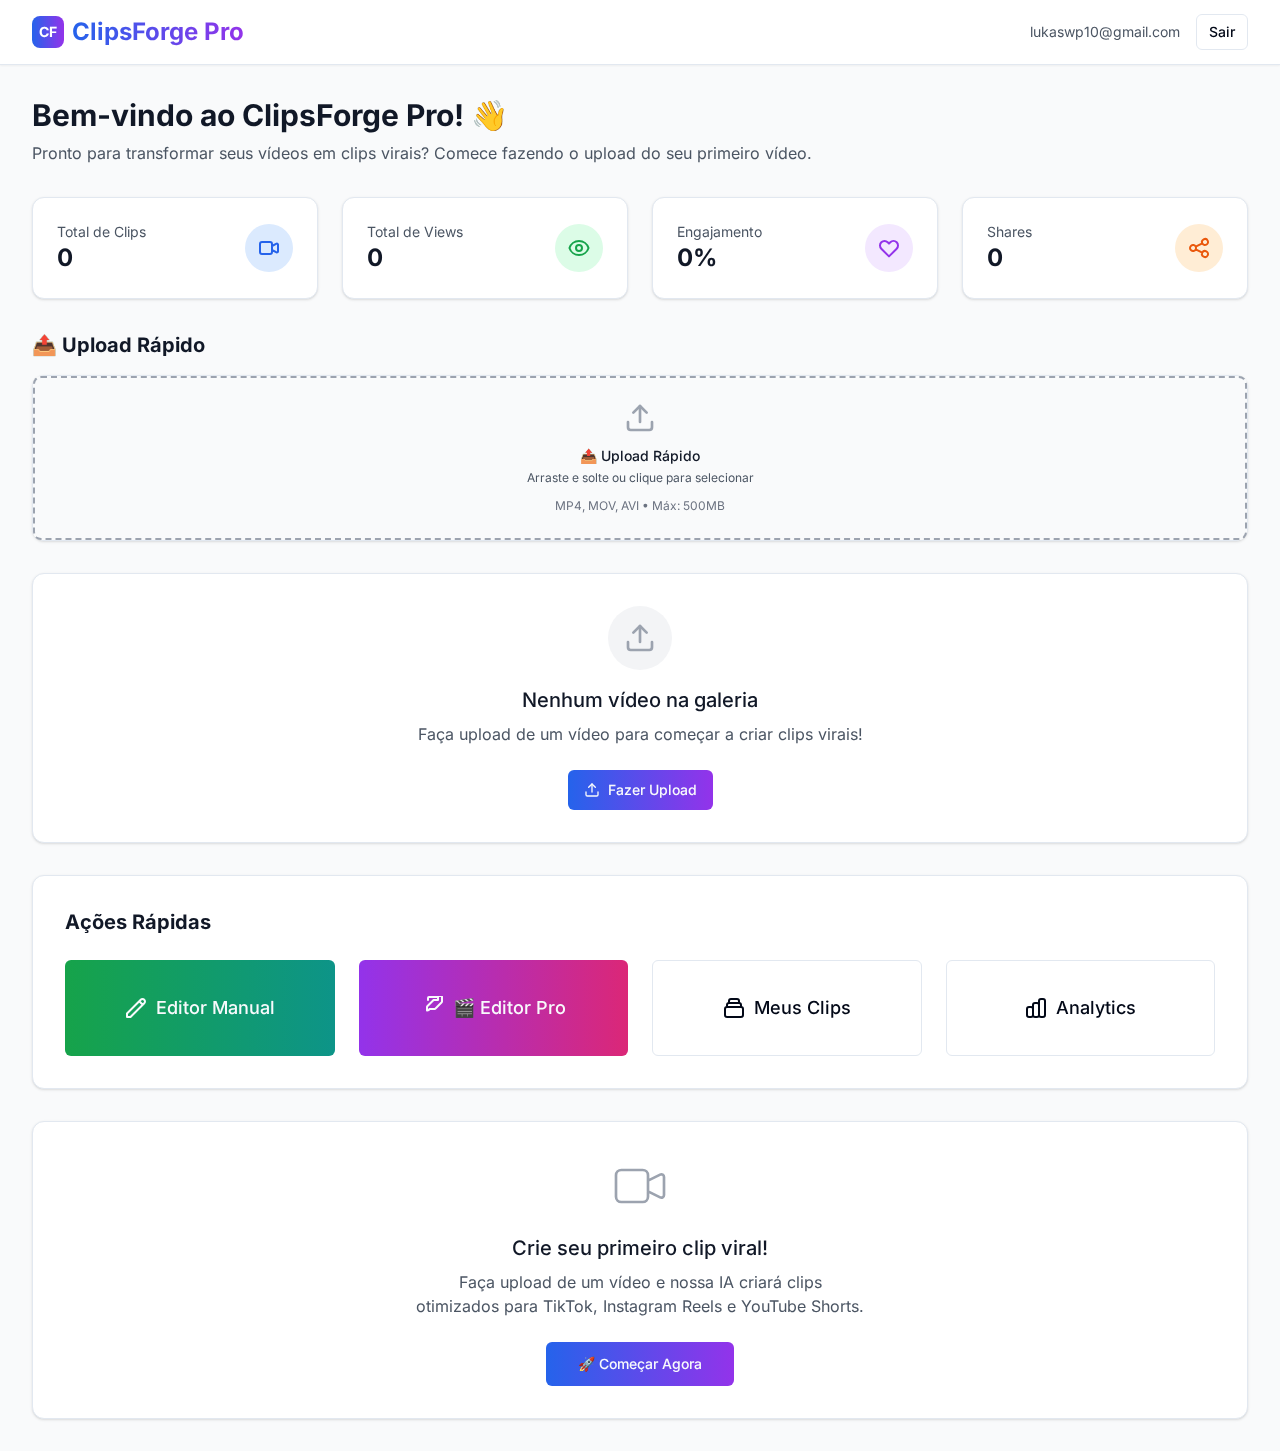 CF ClipsForge Pro
lukaswp10@gmail.com
Sair
Bem-vindo ao ClipsForge Pro! 👋
Pronto para transformar seus vídeos em clips virais? Comece fazendo o upload do seu primeiro vídeo.
Total de Clips
0
Total de Views
0
Engajamento
0%
Shares
0
📤 Upload Rápido
📤 Upload Rápido
Arraste e solte ou clique para selecionar
MP4, MOV, AVI • Máx: 500MB
Nenhum vídeo na galeria
Faça upload de um vídeo para começar a criar clips virais!
Fazer Upload
Ações Rápidas
Editor Manual
🎬 Editor Pro
Meus Clips
Analytics
Crie seu primeiro clip viral!
Faça upload de um vídeo e nossa IA criará clips
otimizados para TikTok, Instagram Reels e YouTube Shorts.
🚀 Começar Agora